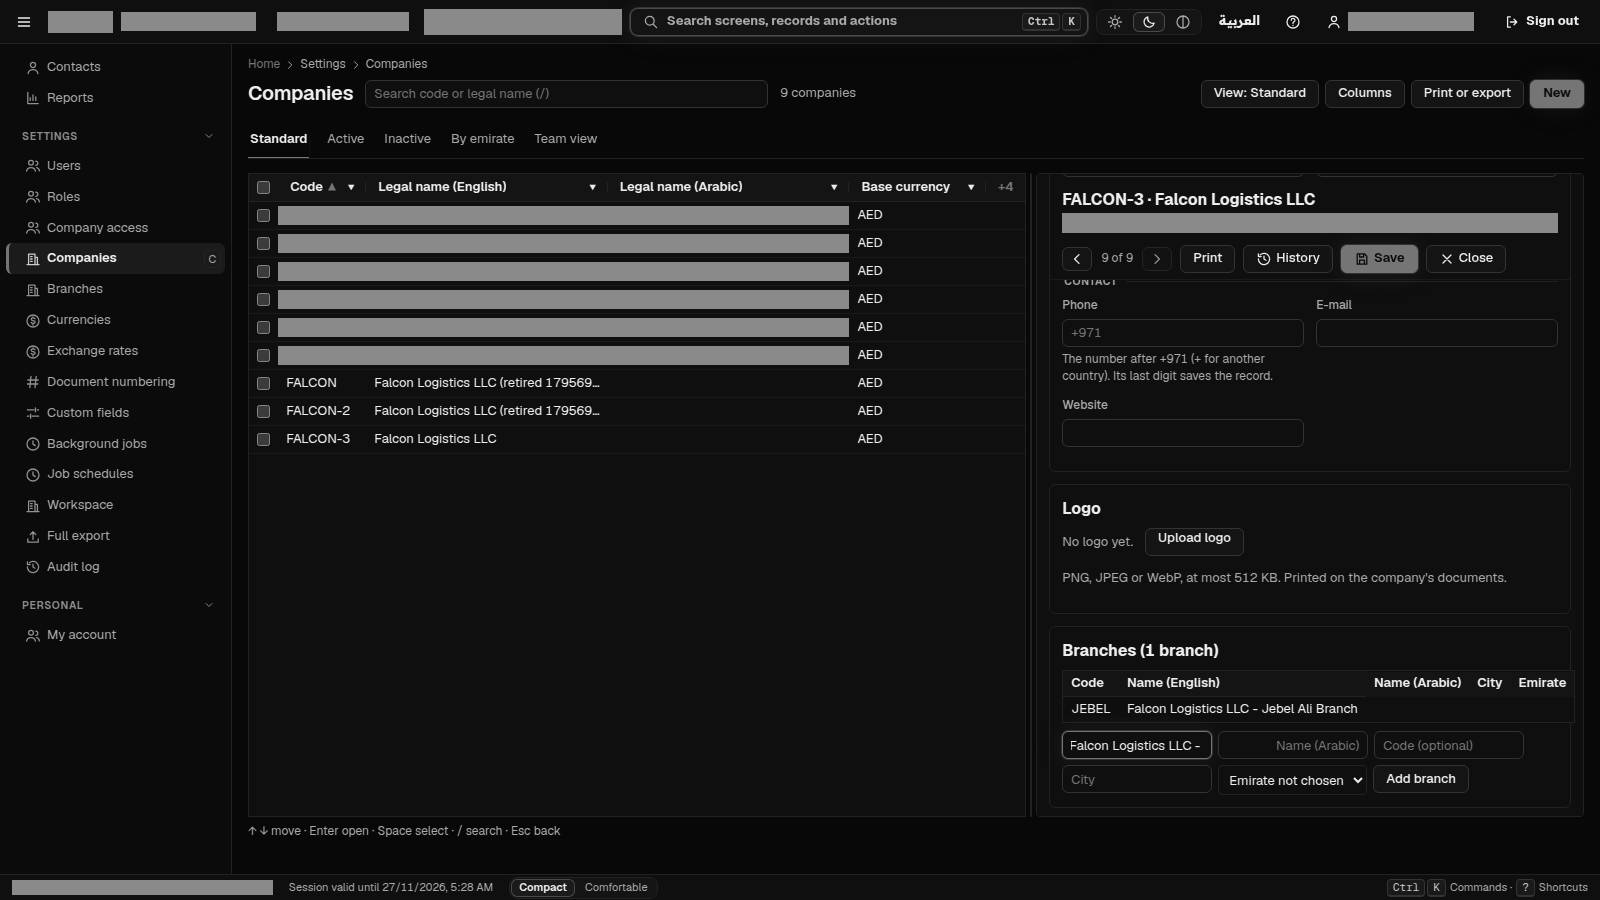 Search screens, records and actions Ctrl K العربية Sign out
Contacts
Reports
SETTINGS
Users
Roles
Company access
Companies C
Branches
Currencies
Exchange rates
Document numbering
Custom fields
Background jobs
Job schedules
Workspace
Full export
Audit log
PERSONAL
My account
Home > Settings > Companies
Companies Search code or legal name (/) 9 companies View: Standard Columns Print or export New
Standard Active Inactive By emirate Team view
Code Legal name (English) Legal name (Arabic) Base currency +4
AED
AED
AED
AED
AED
AED
FALCON Falcon Logistics LLC (retired 179569... AED
FALCON-2 Falcon Logistics LLC (retired 179569... AED
FALCON-3 Falcon Logistics LLC AED
↑↓ move · Enter open · Space select · / search · Esc back
FALCON-3 · Falcon Logistics LLC
9 of 9 Print History Save Close
CONTACT
Phone E-mail
+971
The number after +971 (+ for another
country). Its last digit saves the record.
Website
Logo
No logo yet. Upload logo
PNG, JPEG or WebP, at most 512 KB. Printed on the company's documents.
Branches (1 branch)
Code Name (English) Name (Arabic) City Emirate
JEBEL Falcon Logistics LLC - Jebel Ali Branch
Falcon Logistics LLC - Name (Arabic) Code (optional)
City Emirate not chosen Add branch
Session valid until 27/11/2026, 5:28 AM Compact Comfortable Ctrl K Commands · ? Shortcuts